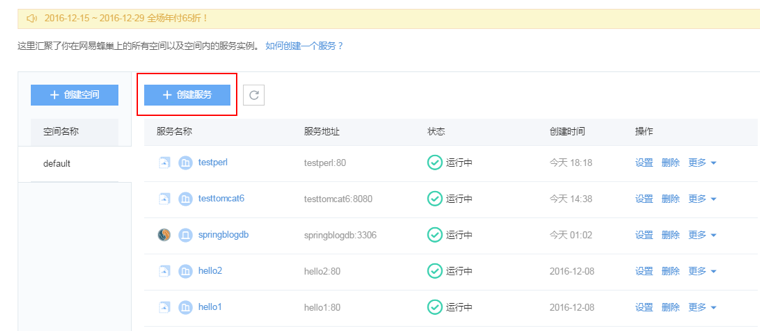 2016-12-15 ~ 2016-12-29 全场年付65折！
这里汇聚了你在网易蜂巢上的所有空间以及空间内的服务实例。 如何创建一个服务？
创建空间 创建服务
空间名称 服务名称 服务地址 状态 创建时间 操作
default testperl testperl:80 运行中 今天 18:18 设置 删除 更多
testtomcat6 testtomcat6:8080 运行中 今天 14:38 设置 删除 更多
springblogdb springblogdb:3306 运行中 今天 01:02 设置 删除 更多
hello2 hello2:80 运行中 2016-12-08 设置 删除 更多
hello1 hello1:80 运行中 2016-12-08 设置 删除 更多